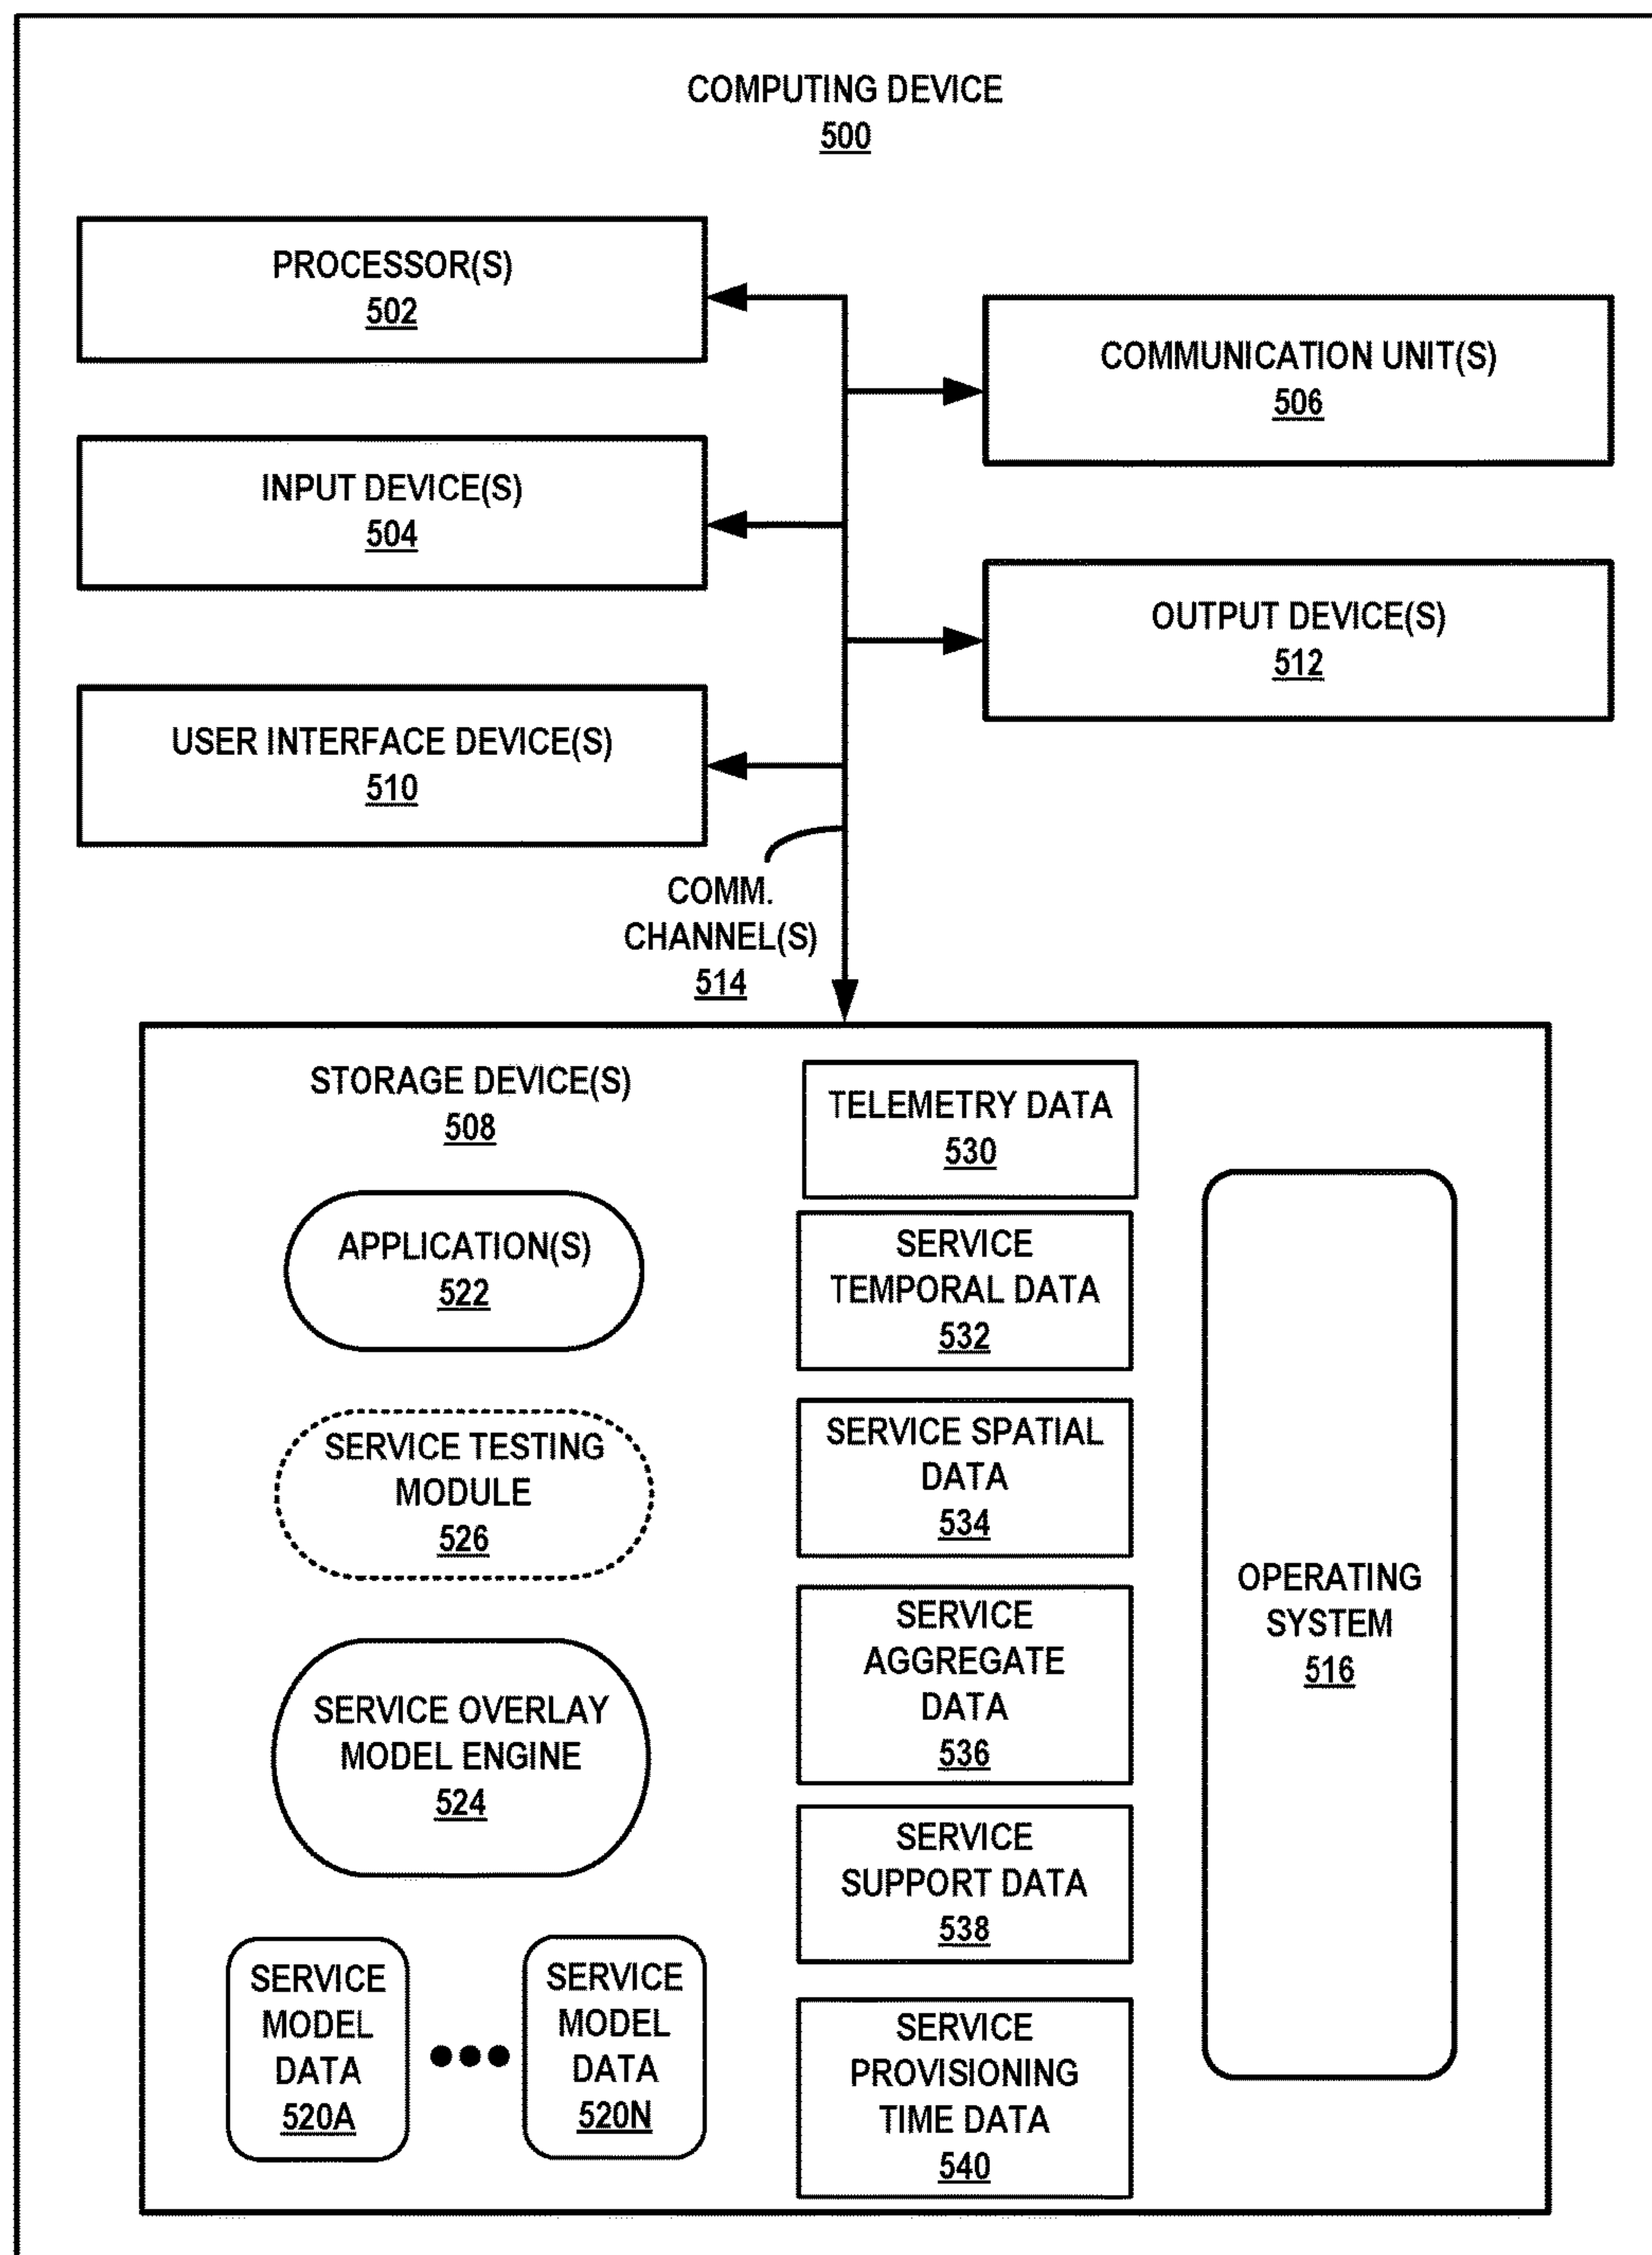 COMPUTING DEVICE
500
PROCESSOR(S)
502
COMMUNICATION UNIT(S)
506
INPUT DEVICE(S)
504
OUTPUT DEVICE(S)
512
USER INTERFACE DEVICE(S)
510
COMM.
CHANNEL(S)
514
STORAGE DEVICE(S)
508
APPLICATION(S)
522
SERVICE TESTING
MODULE
526
SERVICE OVERLAY
MODEL ENGINE
524
SERVICE
MODEL
DATA
520A
SERVICE
MODEL
DATA
520N
TELEMETRY DATA
530
SERVICE
TEMPORAL DATA
532
SERVICE SPATIAL
DATA
534
SERVICE
AGGREGATE
DATA
536
SERVICE
SUPPORT DATA
538
SERVICE
PROVISIONING
TIME DATA
540
OPERATING
SYSTEM
516